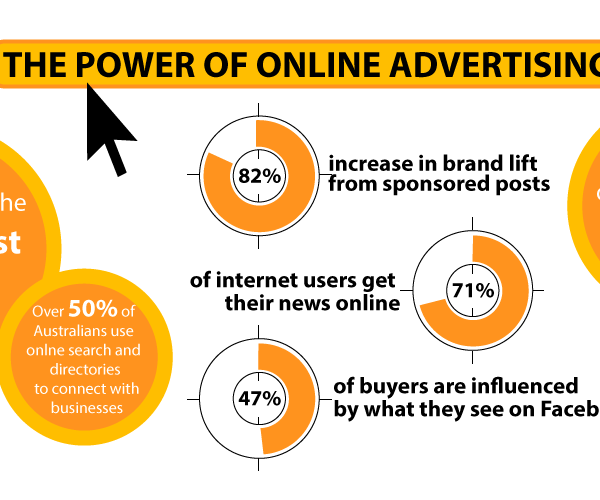 THE POWER OF ONLINE ADVERTISING
82%
increase in brand lift
from sponsored posts
of internet users get
their news online
71%
Over 50% of
Australians use
onlne search and
directories
to connect with
businesses
47%
of buyers are influenced
by what they see on